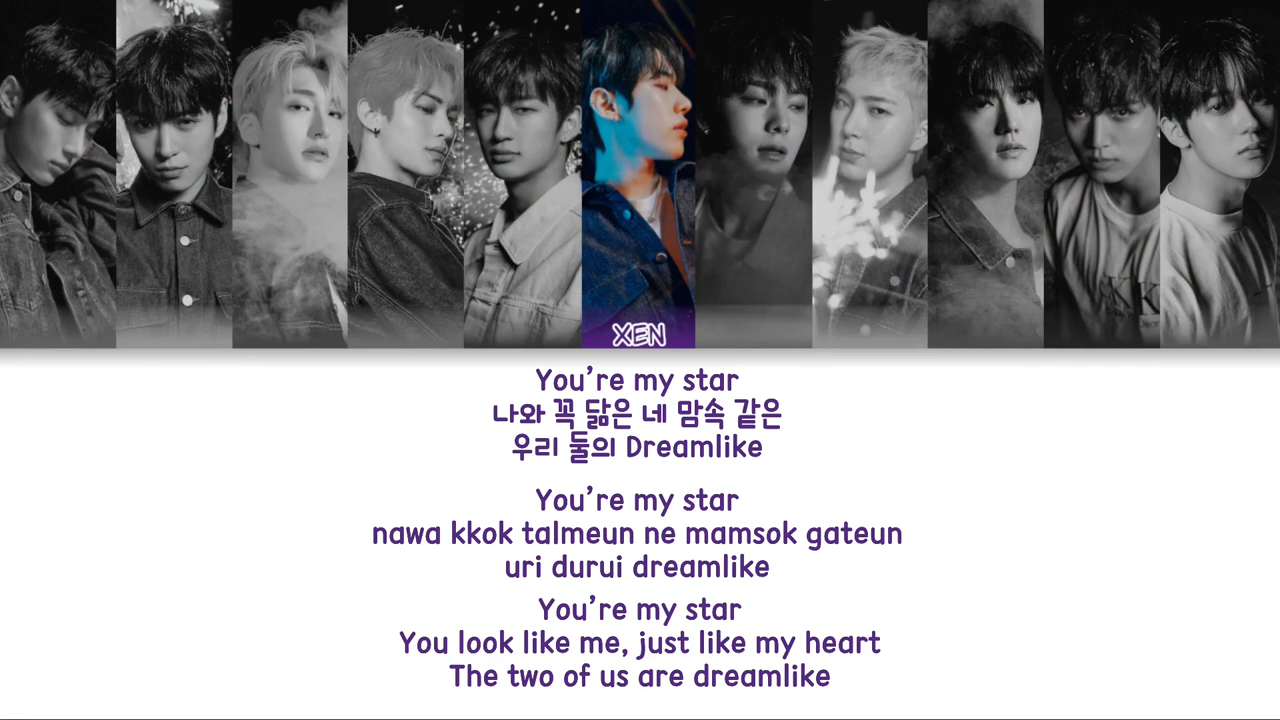 XEN
You're my star
나와 꼭 닮은 네 맘속 같은
우리 둘의 Dreamlike
You're my star
nawa kkok talmeun ne mamsok gateun
uri durui dreamlike
You're my star
You look like me, just like my heart
The two of us are dreamlike